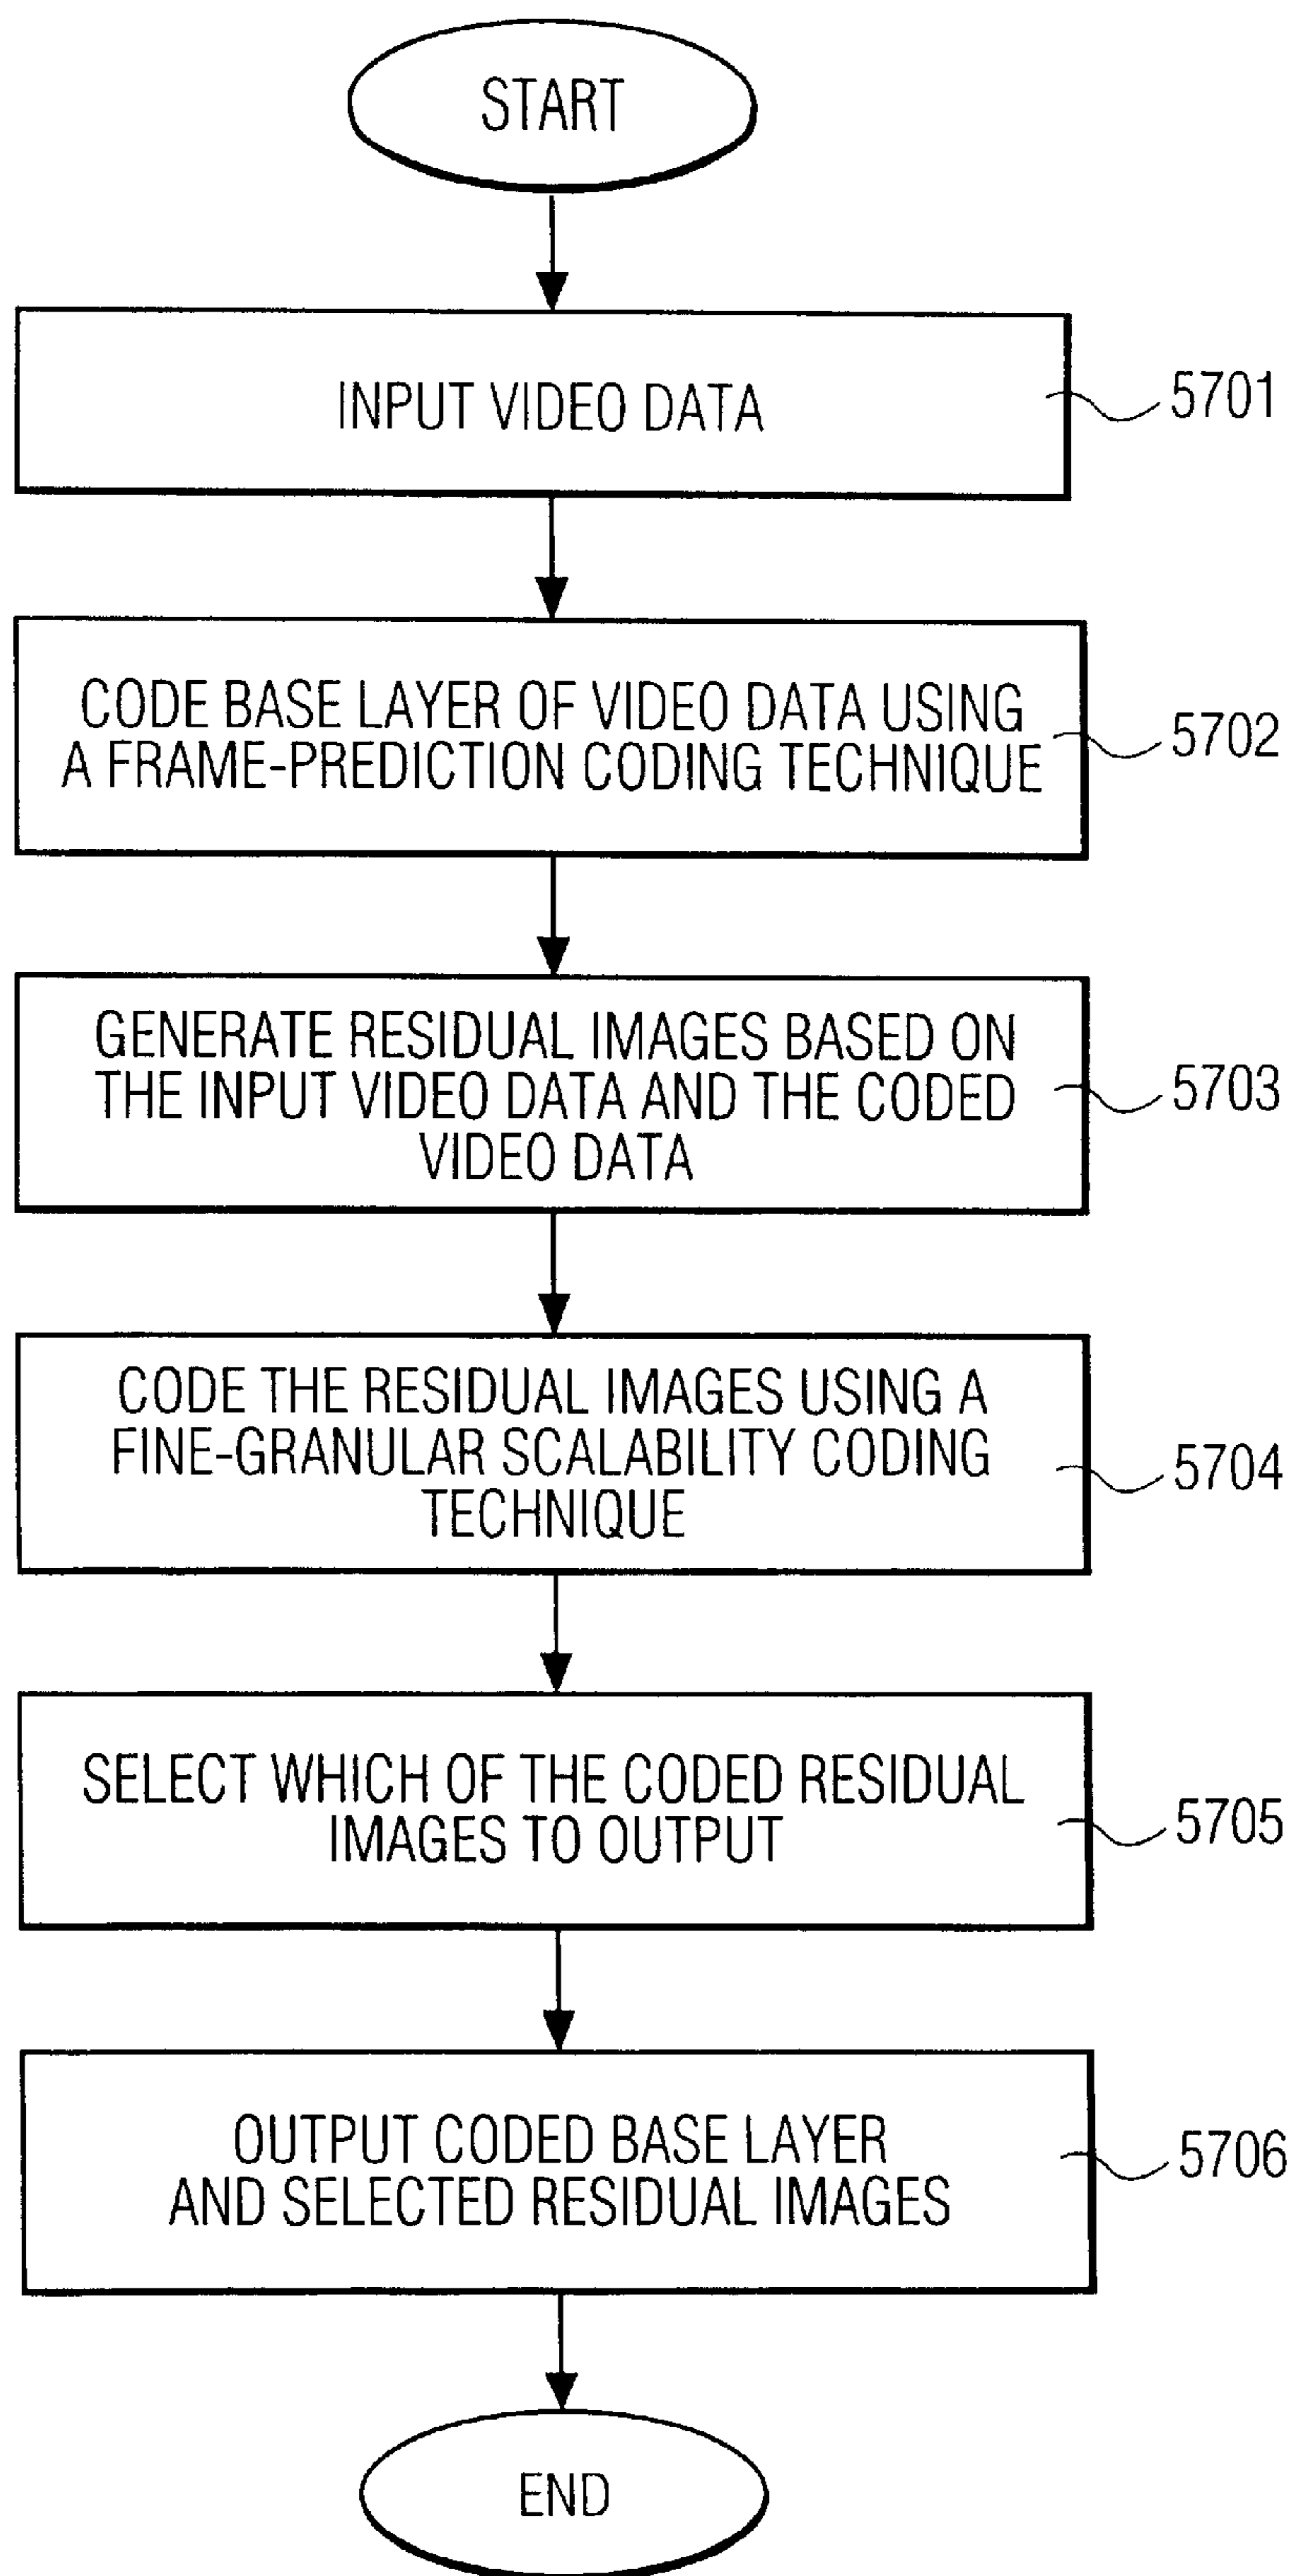 START
INPUT VIDEO DATA
5701
CODE BASE LAYER OF VIDEO DATA USING
A FRAME-PREDICTION CODING TECHNIQUE
5702
GENERATE RESIDUAL IMAGES BASED ON
THE INPUT VIDEO DATA AND THE CODED
VIDEO DATA
5703
CODE THE RESIDUAL IMAGES USING A
FINE-GRANULAR SCALABILITY CODING
TECHNIQUE
5704
SELECT WHICH OF THE CODED RESIDUAL
IMAGES TO OUTPUT
5705
OUTPUT CODED BASE LAYER
AND SELECTED RESIDUAL IMAGES
5706
END